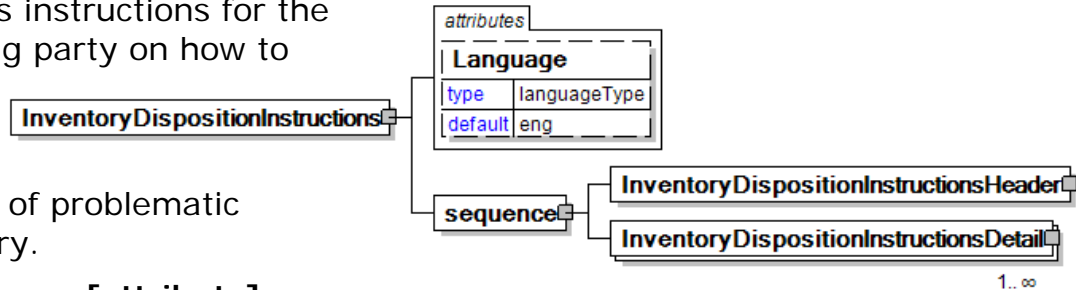 s instructions for the
g party on how to
of problematic
ry.
attributes
Language
type languageType
default eng
InventoryDispositionInstructions
sequence
InventoryDispositionInstructionsHeader
InventoryDispositionInstructionsDetail
1.. ∞